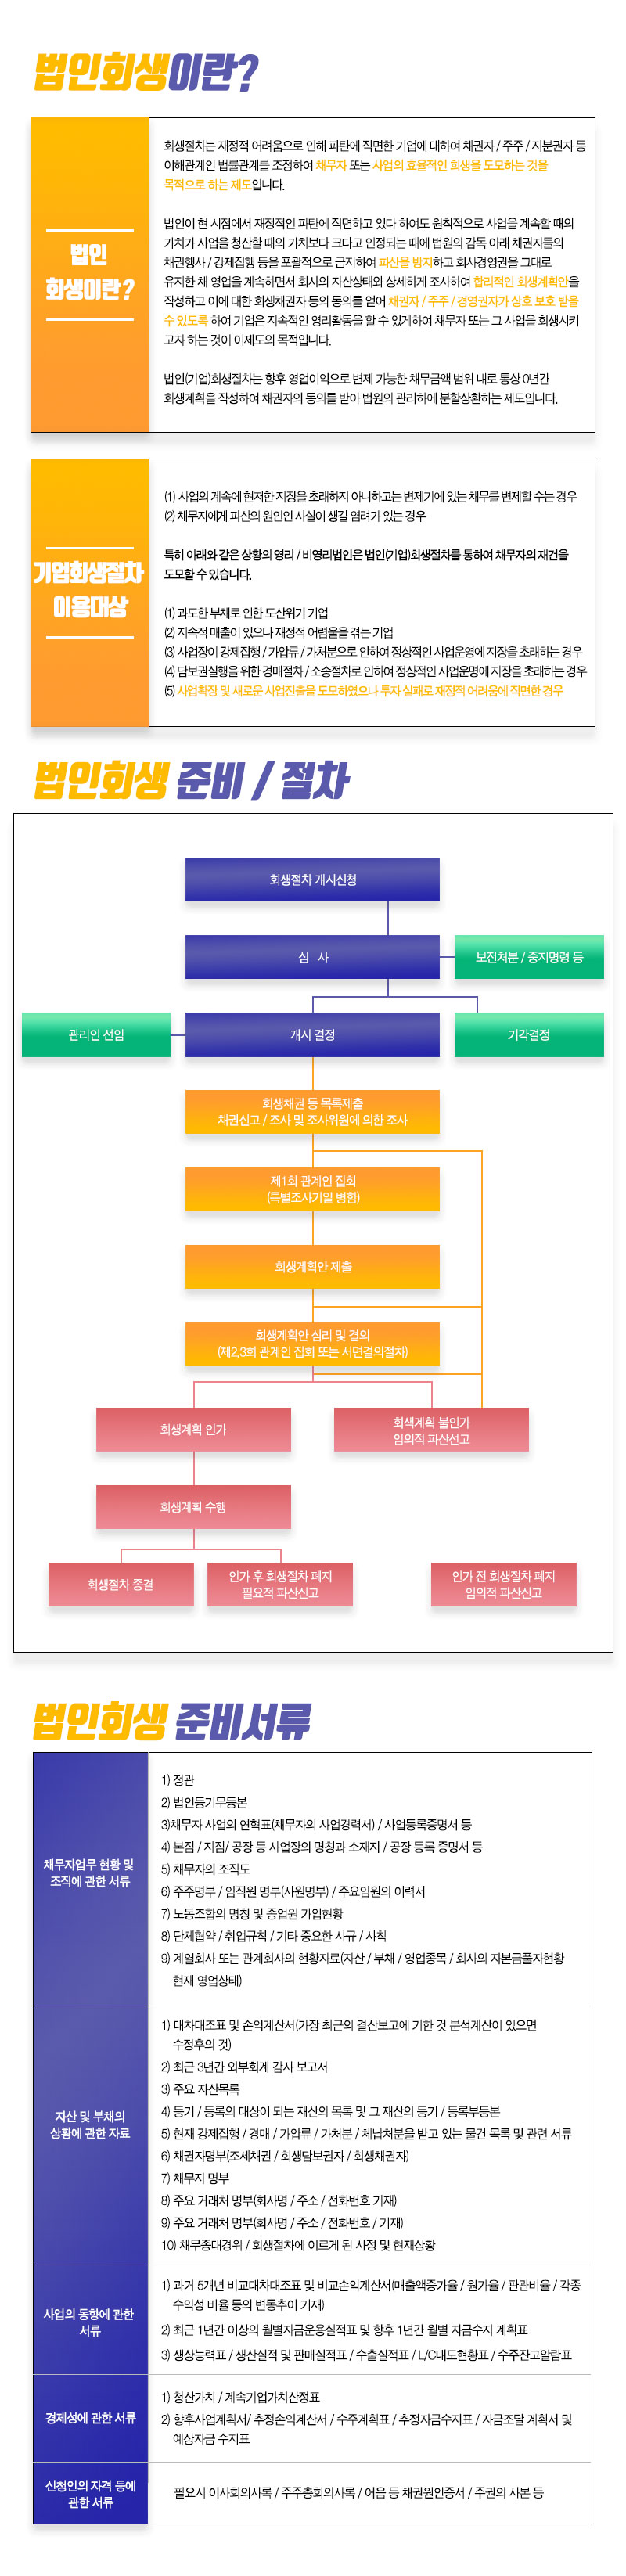 법인회생이란?
법인
회생이란?
회생절차는 재정적 어려움으로 인해 파탄에 직면한 기업에 대하여 채권자 / 주주 / 지분권자 등
이해관계인 법률관계를 조정하여 채무자 또는 사업의 효율적인 회생을 도모하는 것을
목적으로 하는 제도입니다.
법인이 현 시점에서 재정적인 파탄에 직면하고 있다 하여도 원칙적으로 사업을 계속할 때의
가치가 사업을 청산할 때의 가치보다 크다고 인정되는 때에 법원의 감독 아래 채권자들의
채권행사 / 강제집행 등을 포괄적으로 금지하여 파산을 방지하고 회사경영권을 그대로
유지한 채 영업을 계속하면서 회사의 자산상태와 상세하게 조사하여 합리적인 회생계획안을
작성하고 이에 대한 회생채권자 등의 동의를 얻어 채권자 / 주주 / 경영권자가 상호 보호 받을
수 있도록 하여 기업은 지속적인 영리활동을 할 수 있게하여 채무자 또는 그 사업을 회생시키
고자 하는 것이 이제도의 목적입니다.
법인(기업)회생절차는 향후 영업이익으로 변제 가능한 채무금액 범위 내로 통상 0년간
회생계획을 작성하여 채권자의 동의를 받아 법원의 관리하에 분할상환하는 제도입니다.
기업회생절차
이용대상
(1) 사업의 계속에 현저한 지장을 초래하지 아니하고는 변제기에 있는 채무를 변제할 수는 경우
(2) 채무자에게 파산의 원인인 사실이 생길 염려가 있는 경우
특히 아래와 같은 상황의 영리 / 비영리법인은 법인(기업)회생절차를 통하여 채무자의 재건을
도모할 수 있습니다.
(1) 과도한 부채로 인한 도산위기 기업
(2) 지속적 매출이 있으나 재정적 어렴울을 겪는 기업
(3) 사업장이 강제집행 / 가압류 / 가처분으로 인하여 정상적인 사업운영에 지장을 초래하는 경우
(4) 담보권실행을 위한 경매절차 / 소송절차로 인하여 정상적인 사업운명에 지장을 초래하는 경우
(5) 사업확장 및 새로운 사업진출을 도모하였으나 투자 실패로 재정적 어려움에 직면한 경우
법인회생 준비 / 절차
회생절차 개시신청
심 사
보전처분 / 중지명령 등
관리인 선임
개시 결정
기각결정
회생채권 등 목록제출
채권신고 / 조사 및 조사위원에 의한 조사
제1회 관계인 집회
(특별조사기일 병합)
회생계획안 제출
회생계획안 심리 및 결의
(제2,3회 관계인 집회 또는 서면결의절차)
회생계획 인가
회색계획 불인가
임의적 파산선고
회생계획 수행
회생절차 종결
인가 후 회생절차 폐지
필요적 파산신고
인가 전 회생절차 폐지
임의적 파산신고
법인회생 준비서류
채무자업무 현황 및
조직에 관한 서류
1) 정관
2) 법인등기무등본
3)채무자 사업의 연혁표(채무자의 사업경력서) / 사업등록증명서 등
4) 본짐 / 지짐/ 공장 등 사업장의 명칭과 소재지 / 공장 등록 증명서 등
5) 채무자의 조직도
6) 주주명부 / 임직원 명부(사원명부) / 주요임원의 이력서
7) 노동조합의 명칭 및 종업원 가입현황
8) 단체협약 / 취업규칙 / 기타 중요한 사규 / 사칙
9) 계열회사 또는 관계회사의 현황자료(자산 / 부채 / 영업종목 / 회사의 자본금풀자현황
현재 영업상태)
자산 및 부채의
상황에 관한 자료
1) 대차대조표 및 손익계산서(가장 최근의 결산보고에 기한 것 분석계산이 있으면
수정후의 것)
2) 최근 3년간 외부회계 감사 보고서
3) 주요 자산목록
4) 등기 / 등록의 대상이 되는 재산의 목록 및 그 재산의 등기 / 등록부등본
5) 현재 강제집행 / 경매 / 가압류 / 가처분 / 체납처분을 받고 있는 물건 목록 및 관련 서류
6) 채권자명부(조세채권 / 회생담보권자 / 회생채권자)
7) 채무지 명부
8) 주요 거래처 명부(회사명 / 주소 / 전화번호 기재)
9) 주요 거래처 명부(회사명 / 주소 / 전화번호 / 기재)
10) 채무종대경위 / 회생절차에 이르게 된 사정 및 현재상황
사업의 동향에 관한
서류
1) 과거 5개년 비교대차대조표 및 비교손익계산서(매출액증가율 / 원가율 / 판관비율 / 각종
수익성 비율 등의 변동추이 기재)
2) 최근 1년간 이상의 월별자금운용실적표 및 향후 1년간 월별 자금수지 계획표
3) 생상능력표 / 생산실적 및 판매실적표 / 수출실적표 / L/C내도현황표 / 수주잔고알람표
경제성에 관한 서류
1) 청산가치 / 계속기업가치산정표
2) 향후사업계획서/ 추정손익계산서 / 수주계획표 / 추정자금수지표 / 자금조달 계획서 및
예상자금 수지표
신청인의 자격 등에
관한 서류
필요시 이사회의사록 / 주주총회의사록 / 어음 등 채권원인증서 / 주권의 사본 등